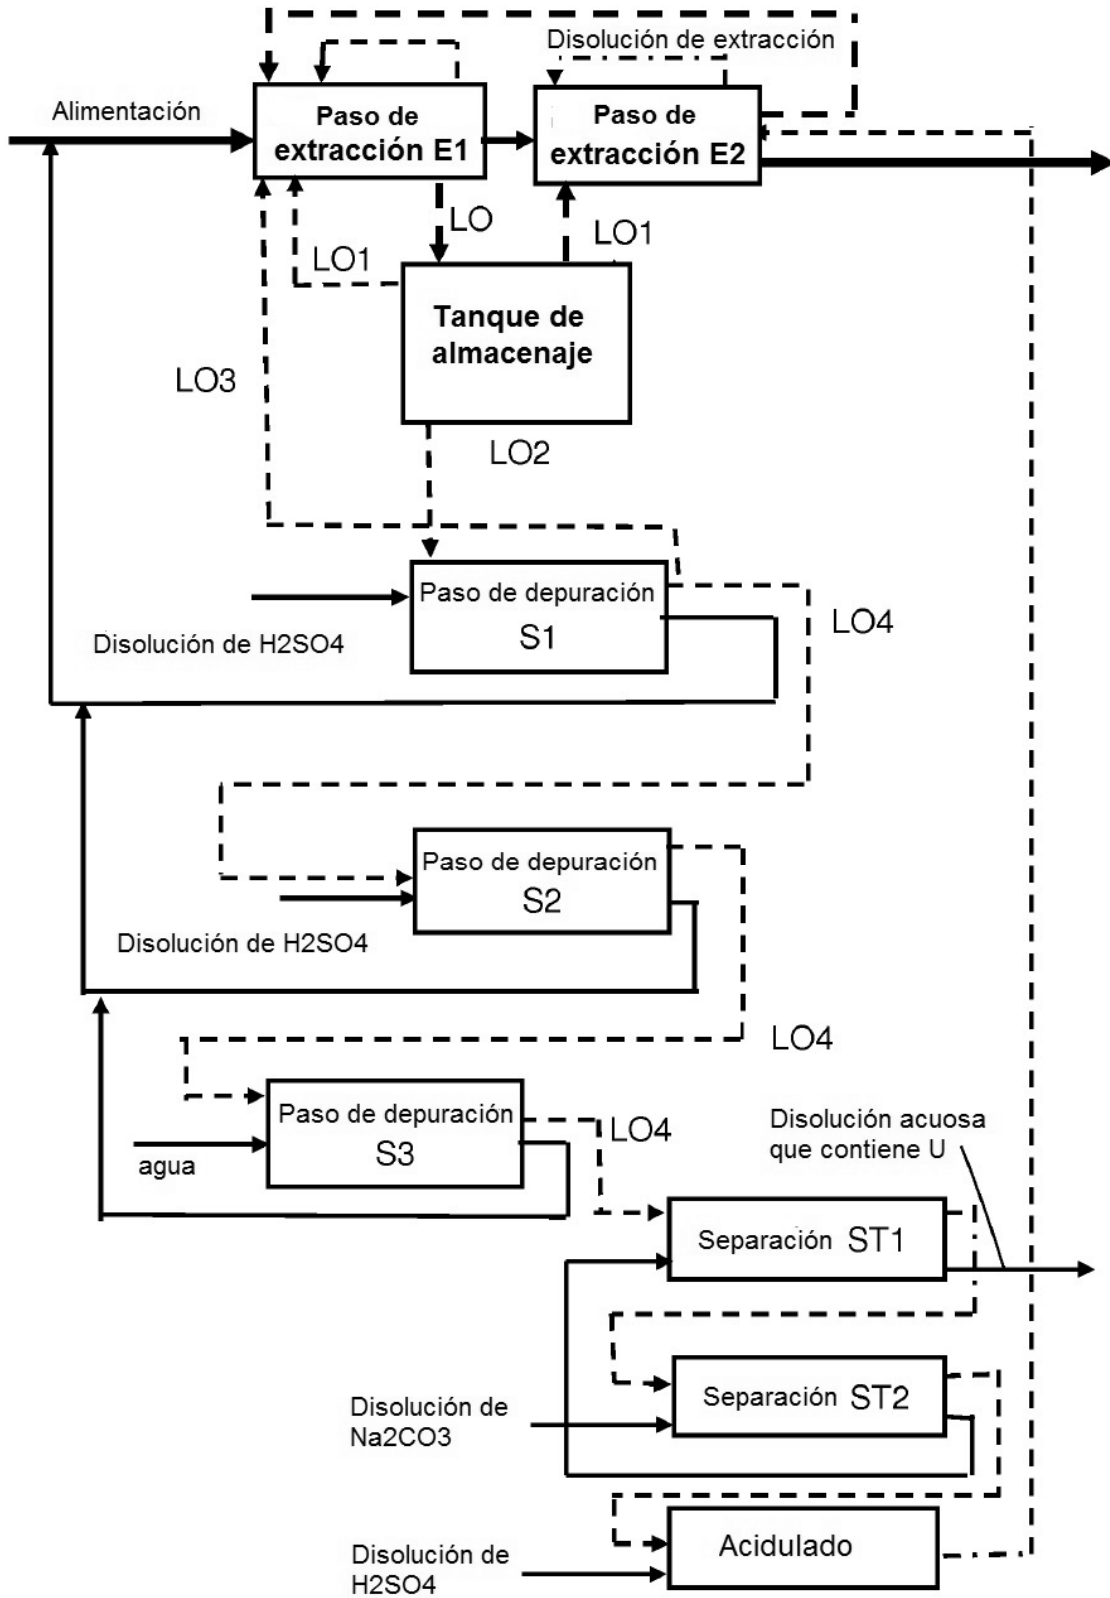 Disolución de extracción
Alimentación
Paso de
extracción E1
Paso de
extracción E2
LO
LO1
LO1
Tanque de
almacenaje
LO3
LO2
Paso de depuración
S1
LO4
Disolución de H2SO4
Paso de depuración
S2
Disolución de H2SO4
LO4
Paso de depuración
S3
LO4
agua
Disolución acuosa
que contiene U
Separación ST1
Separación ST2
Disolución de
Na2CO3
Acidulado
Disolución de
H2SO4